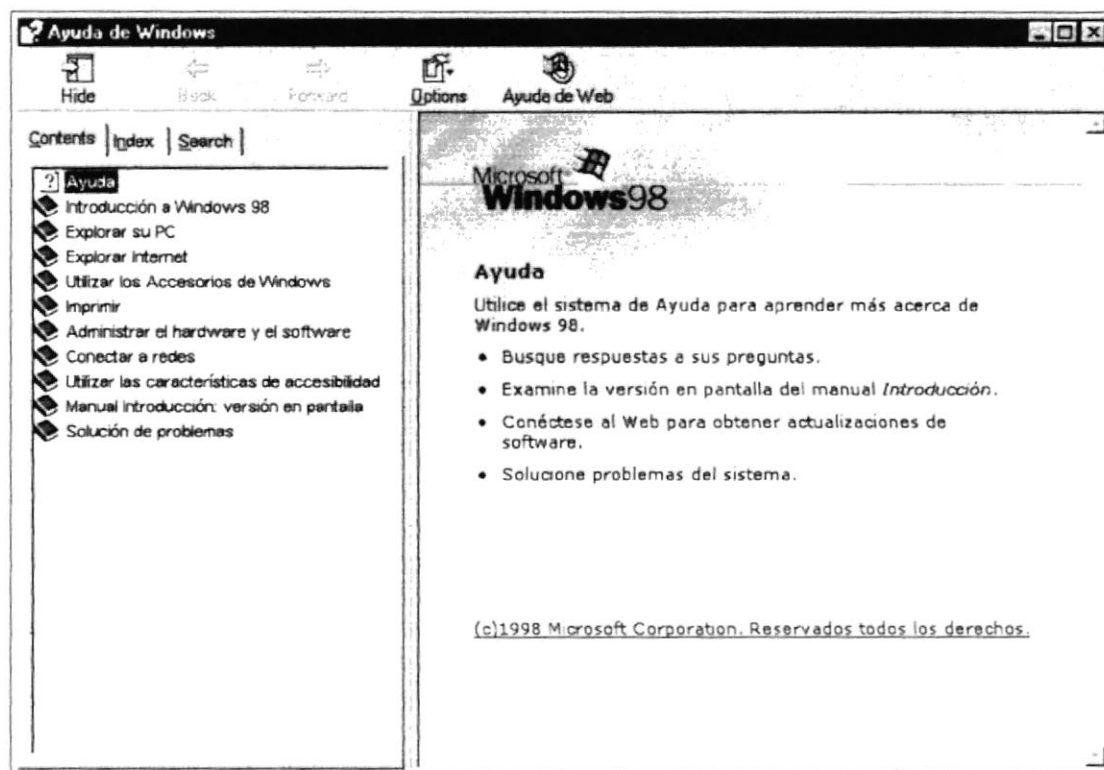 Ayuda de Windows
Hide Back Forward Options Ayuda de Web
Contents Index Search
Ayuda
Introducción a Windows 98
Explorar su PC
Explorar Internet
Utilizar los Accesorios de Windows
Imprimir
Administrar el hardware y el software
Conectar a redes
Utilizar las características de accesibilidad
Manual Introducción: versión en pantalla
Solución de problemas
Microsoft
Windows98
Ayuda
Utilice el sistema de Ayuda para aprender más acerca de
Windows 98.
• Busque respuestas a sus preguntas.
• Examine la versión en pantalla del manual Introducción.
• Conéctese al Web para obtener actualizaciones de
software.
• Solucione problemas del sistema.
(c)1998 Microsoft Corporation. Reservados todos los derechos.